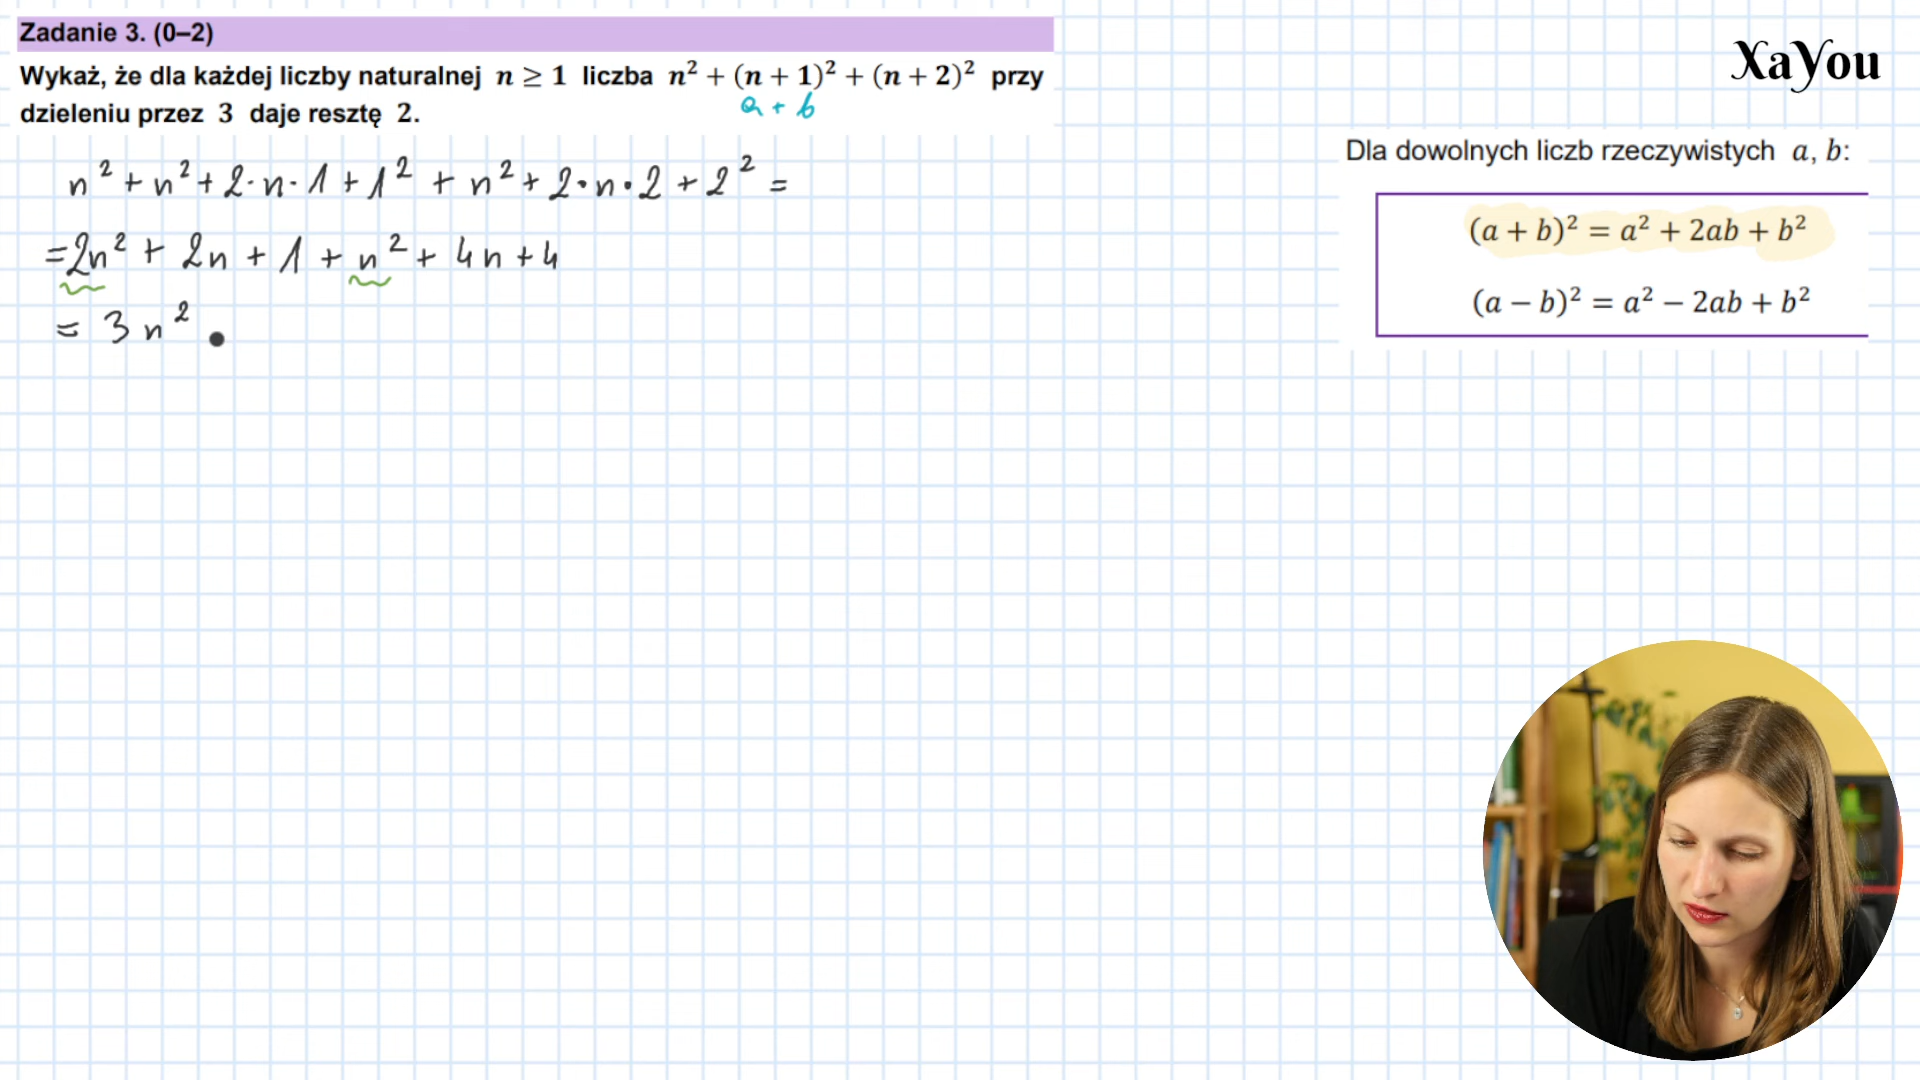 Zadanie 3. (0–2)
Wykaż, że dla każdej liczby naturalnej n ≥ 1 liczba n² + (n + 1)² + (n + 2)² przy
dzieleniu przez 3 daje resztę 2.
a + b
n² + n² + 2·n·1 + 1² + n² + 2·n·2 + 2² =
= 2n² + 2n + 1 + n² + 4n + 4
= 3n²
XaYou
Dla dowolnych liczb rzeczywistych a, b:
(a + b)² = a² + 2ab + b²
(a − b)² = a² − 2ab + b²